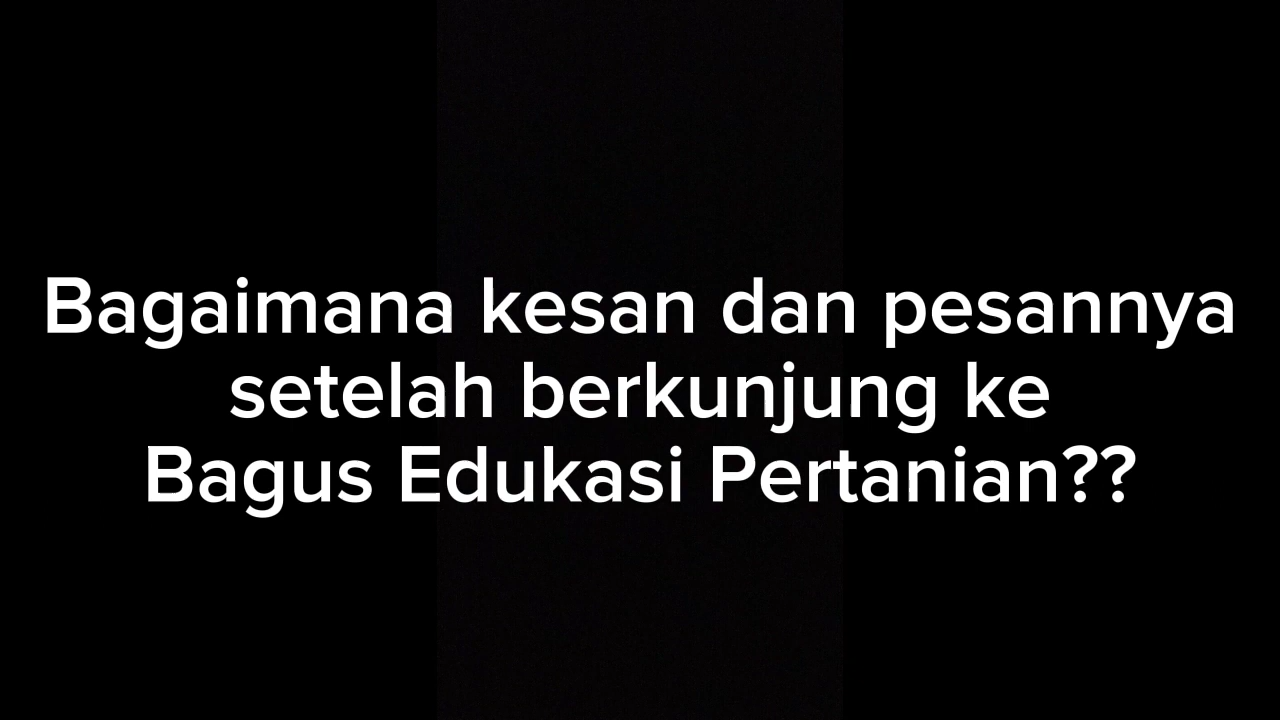 Bagaimana kesan dan pesannya
setelah berkunjung ke
Bagus Edukasi Pertanian??